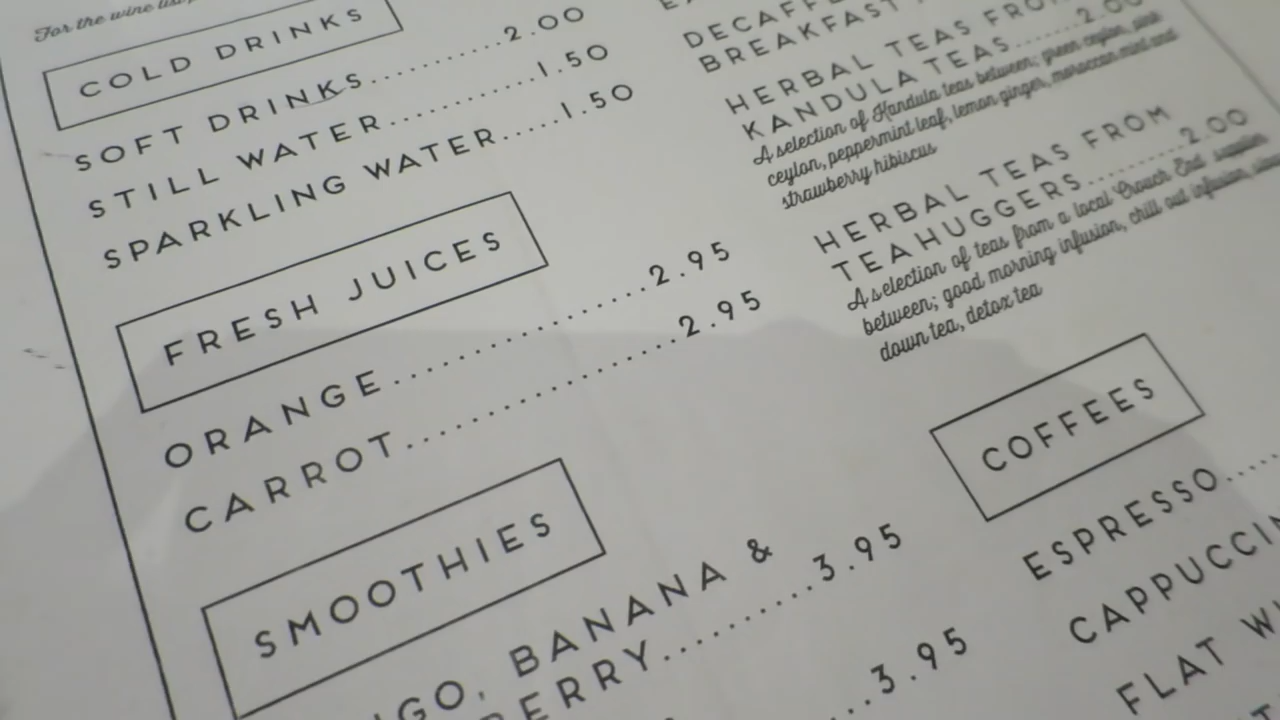 For the wine list,
COLD DRINKS
SOFT DRINKS.........2.00
STILL WATER..........1.50
SPARKLING WATER.....1.50
FRESH JUICES
ORANGE................2.95
CARROT.................2.95
SMOOTHIES
BANANA &
3.95
3.95
BREAKFAST
HERBAL TEAS FROM
KANDULA TEAS.......2.00
A selection of Kandula teas between; green ceylon, pink
ceylon, peppermint leaf, lemon ginger, moroccan mint and
strawberry hibiscus
HERBAL TEAS FROM
TEAHUGGERS.........2.00
A selection of teas from a local Crouch End supplier
between; good morning infusion, chill out infusion,
down tea, detox tea
COFFEES
ESPRESSO
FLAT